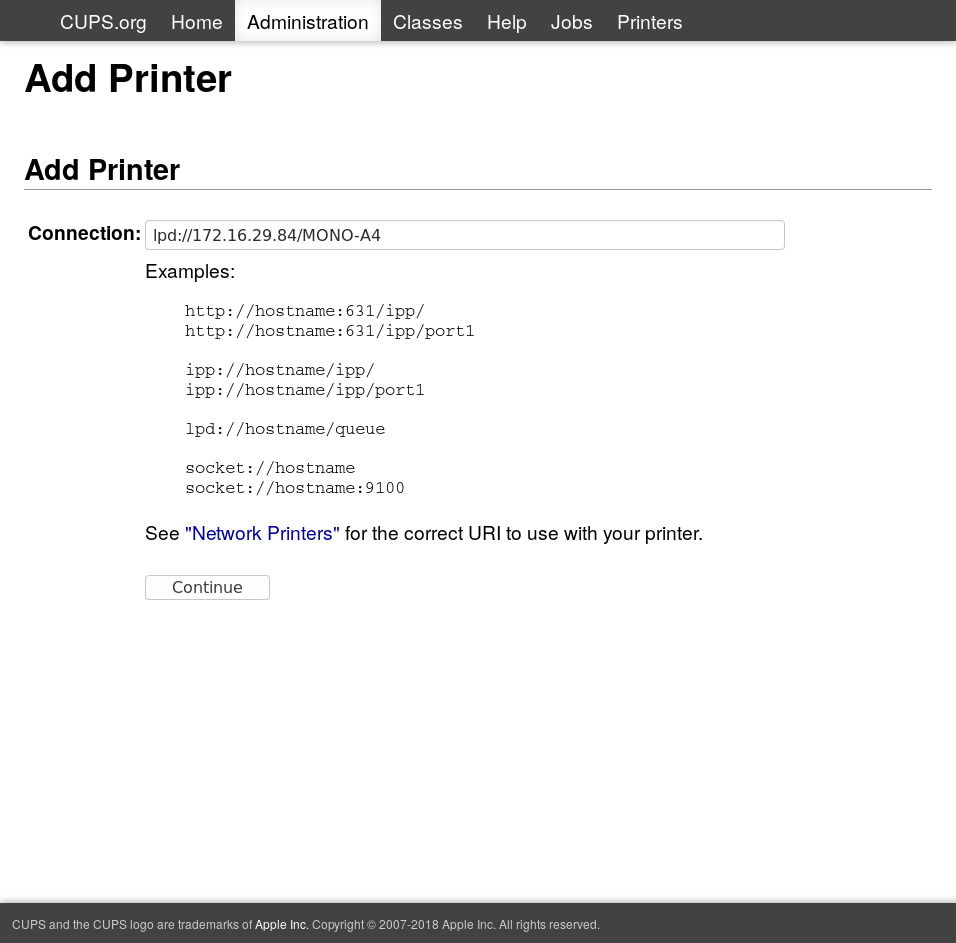 CUPS.org Home Administration Classes Help Jobs Printers
Add Printer
Add Printer
Connection: lpd://172.16.29.84/MONO-A4
Examples:
http://hostname:631/ipp/
http://hostname:631/ipp/port1
ipp://hostname/ipp/
ipp://hostname/ipp/port1
lpd://hostname/queue
socket://hostname
socket://hostname:9100
See "Network Printers" for the correct URI to use with your printer.
Continue
CUPS and the CUPS logo are trademarks of Apple Inc. Copyright © 2007-2018 Apple Inc. All rights reserved.